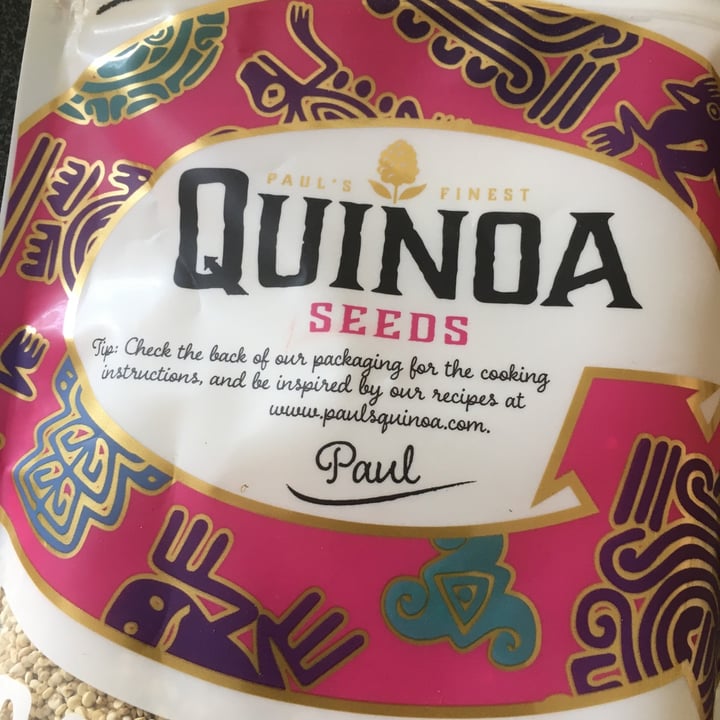 PAUL'S FINEST
QUINOA
SEEDS
Tip: Check the back of our packaging for the cooking
instructions, and be inspired by our recipes at
www.paulsquinoa.com.
Paul